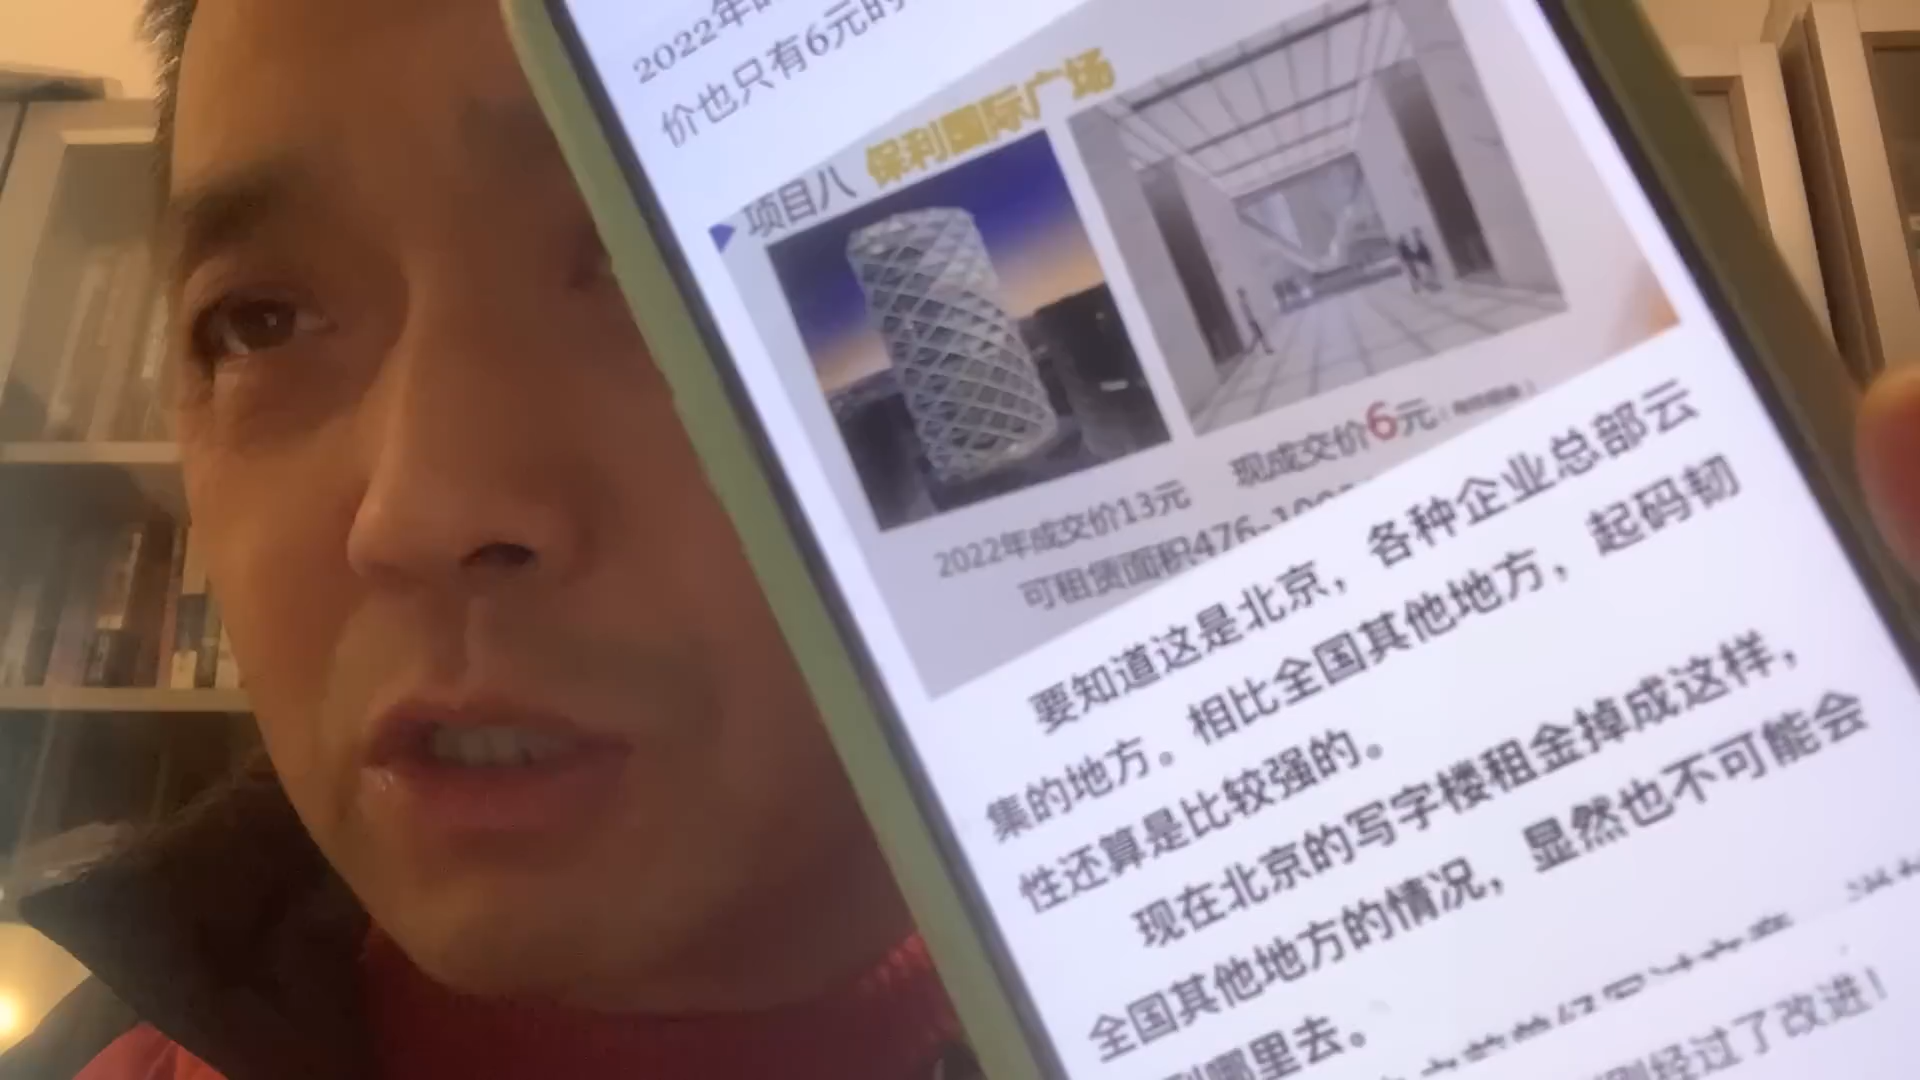 2022年的
价也只有6元的
项目八 保利国际广场
2022年成交价13元 现成交价6元
可租赁面积476-100
要知道这是北京，各种企业总部云
集的地方。相比全国其他地方，起码韧
性还算是比较强的。
现在北京的写字楼租金掉成这样，
全国其他地方的情况，显然也不可能会
到哪里去。
经过了改进！